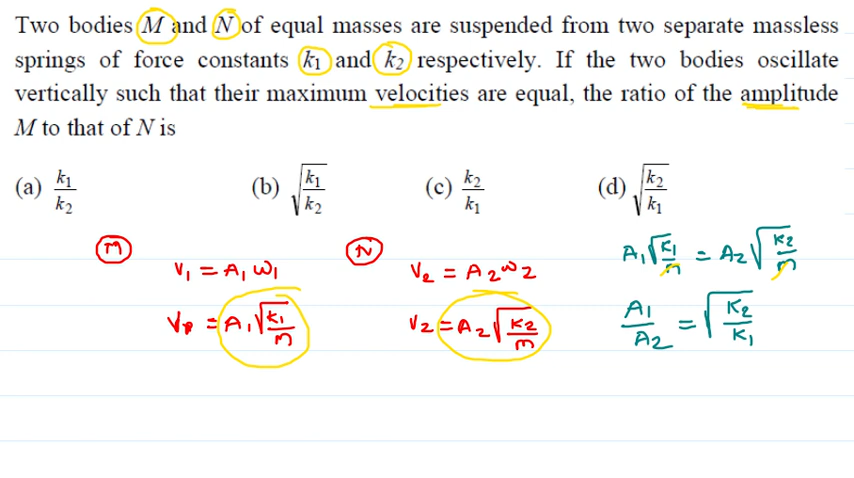 Two bodies M and N of equal masses are suspended from two separate massless
springs of force constants k₁ and k₂ respectively. If the two bodies oscillate
vertically such that their maximum velocities are equal, the ratio of the amplitude
M to that of N is
(a) k₁/k₂ (b) √(k₁/k₂) (c) k₂/k₁ (d) √(k₂/k₁)
M N A₁√(K₁/m) = A₂√(K₂/m)
V₁ = A₁ω₁ V₂ = A₂ω₂
= A₁√(K₁/m) V₂ = A₂√(K₂/m) A₁/A₂ = √(K₂/K₁)